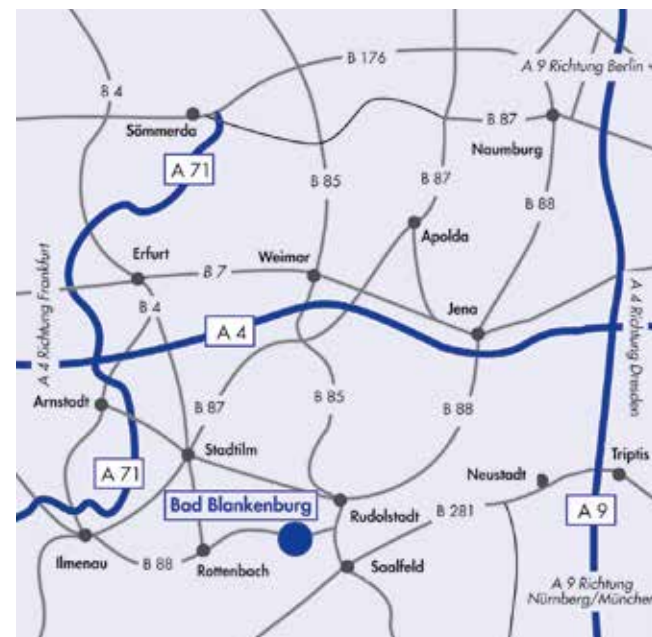 B 176
A 9 Richtung Berlin
B 4
Sömmerda
B 87
Naumburg
A 71
B 85
B 87
B 88
Apolda
Erfurt
B 7
Weimar
A 4 Richtung Frankfurt
B 4
Jena
A 4
A 4 Richtung Dresden
Arnstadt
B 87
B 85
B 88
Stadtilm
A 71
Neustadt
Triptis
Bad Blankenburg
Rudolstadt
B 281
A 9
Ilmenau
B 88
Rottenbach
Saalfeld
A 9 Richtung
Nürnberg/München